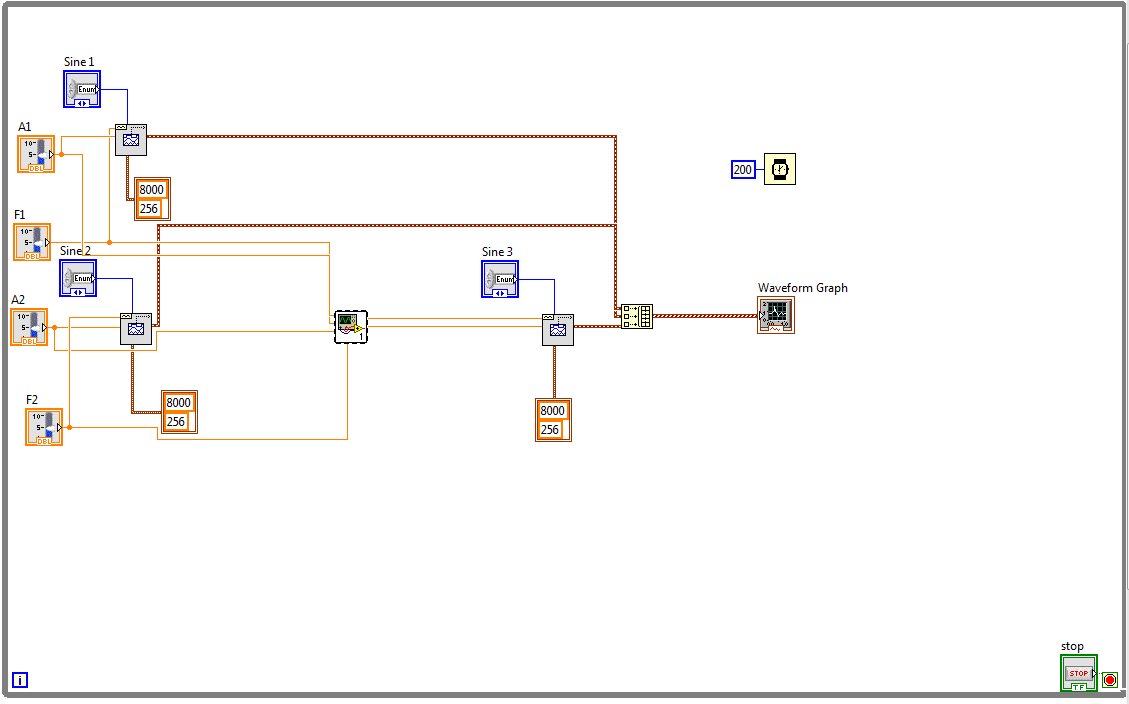 Sine 1
Enum
A1
10
5
DBL
8000
256
200
F1
10
5
DBL
Sine 2
Enum
Sine 3
Enum
A2
10
5
DBL
1
Waveform Graph
8000
256
F2
10
5
DBL
8000
256
stop
STOP
TF
i